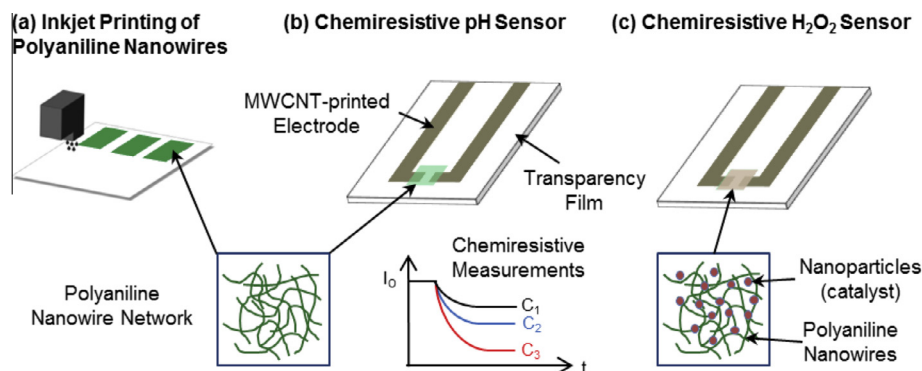 (a) Inkjet Printing of
Polyaniline Nanowires
(b) Chemiresistive pH Sensor
(c) Chemiresistive H₂O₂ Sensor
MWCNT-printed
Electrode
Transparency
Film
Polyaniline
Nanowire Network
Chemiresistive
Measurements
I₀
C₁
C₂
C₃
t
Nanoparticles
(catalyst)
Polyaniline
Nanowires